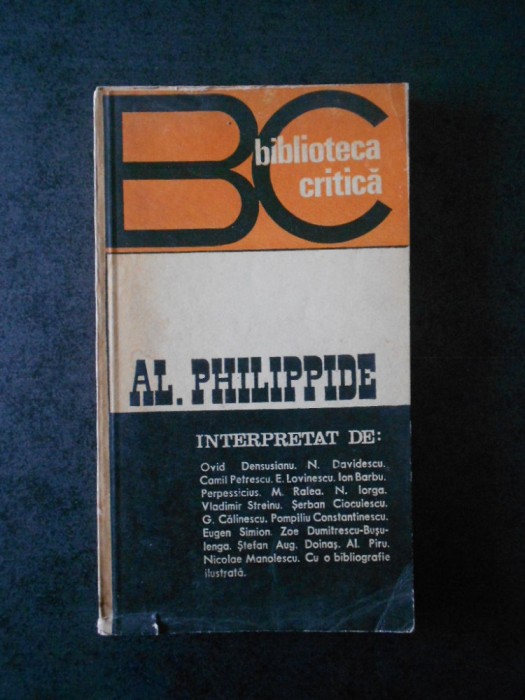 BC
biblioteca
critică
AL. PHILIPPIDE
INTERPRETAT DE:
Ovid Densusianu. N. Davidescu.
Camil Petrescu. E. Lovinescu. Ion Barbu.
Perpessicius. M. Ralea. N. Iorga.
Vladimir Streinu. Şerban Cioculescu.
G. Călinescu. Pompiliu Constantinescu.
Eugen Simion. Zoe Dumitrescu-Buşu-
lenga. Ştefan Aug. Doinaş. Al. Piru.
Nicolae Manolescu. Cu o bibliografie
ilustrată.